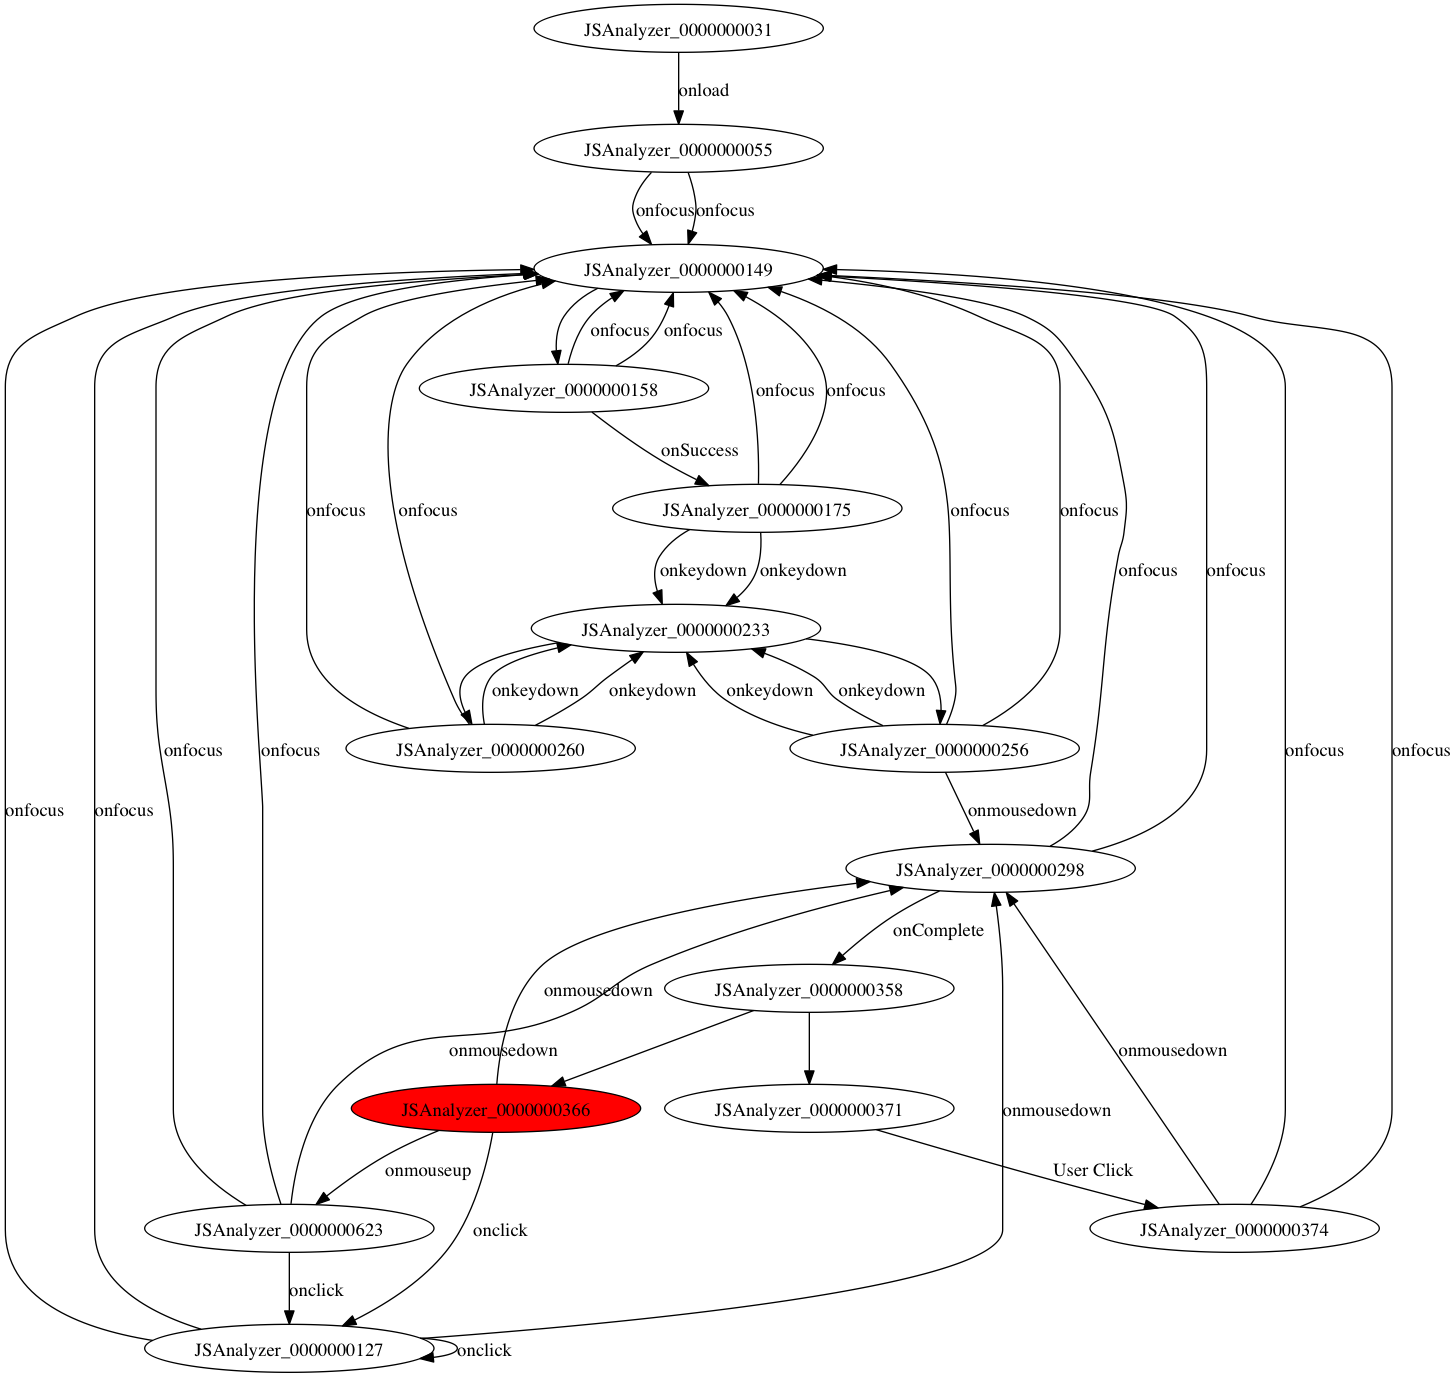 JSAnalyzer_0000000031
onload
JSAnalyzer_0000000055
onfocus onfocus
JSAnalyzer_0000000149
onfocus onfocus
JSAnalyzer_0000000158
onfocus onfocus
onSuccess
JSAnalyzer_0000000175
onfocus onfocus onfocus onfocus
onkeydown onkeydown onfocus onfocus
JSAnalyzer_0000000233
onkeydown onkeydown onkeydown onkeydown
JSAnalyzer_0000000260 JSAnalyzer_0000000256
onfocus onfocus onfocus onfocus
onfocus onfocus onmousedown
JSAnalyzer_0000000298
onComplete
onmousedown JSAnalyzer_0000000358
onmousedown onmousedown
JSAnalyzer_0000000366 JSAnalyzer_0000000371 onmousedown
onmouseup User Click
JSAnalyzer_0000000623 onclick JSAnalyzer_0000000374
onclick
JSAnalyzer_0000000127 onclick